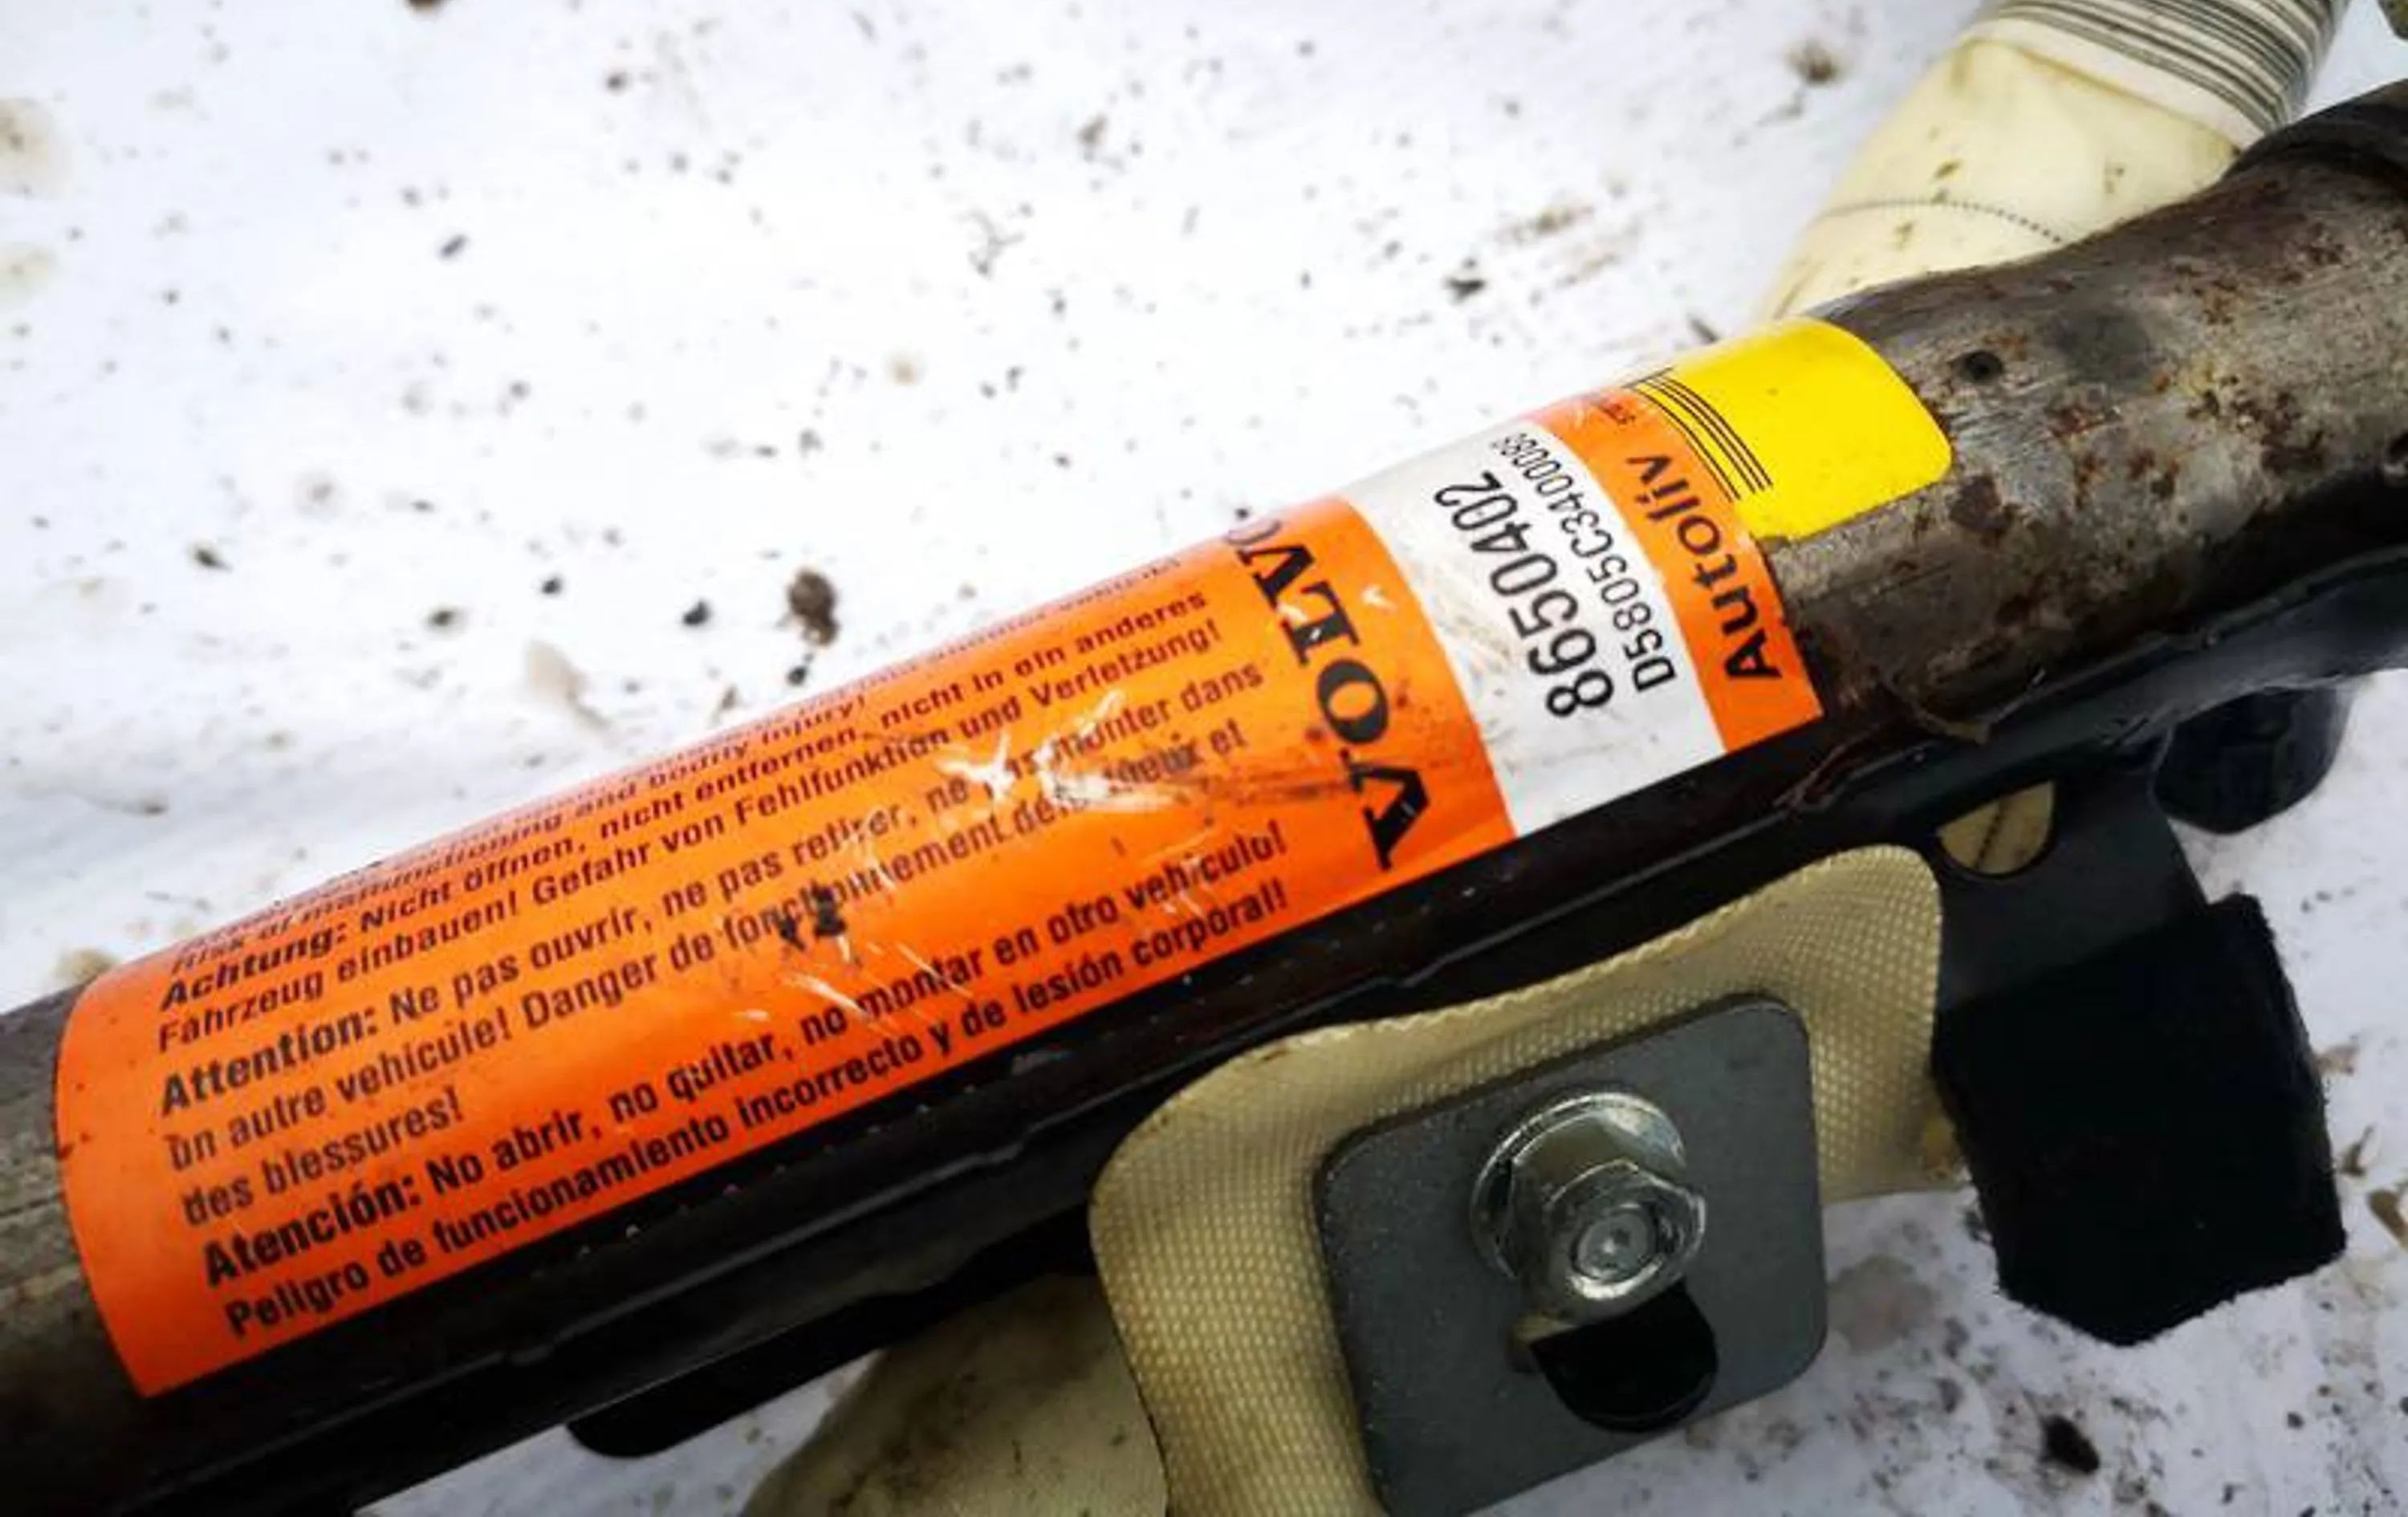 Risk of malfunctioning and bodily injury!
Achtung: Nicht öffnen, nicht entfernen, nicht in ein anderes
Fahrzeug einbauen! Gefahr von Fehlfunktion und Verletzung!
Attention: Ne pas ouvrir, ne pas retirer, ne pas monter dans
un autre vehicule! Danger de fonctionnement et
des blessures!
Atención: No abrir, no quitar, no montar en otro vehiculo!
Peligro de funcionamiento incorrecto y de lesión corporal!
VOLVO
8650402
Autoliv